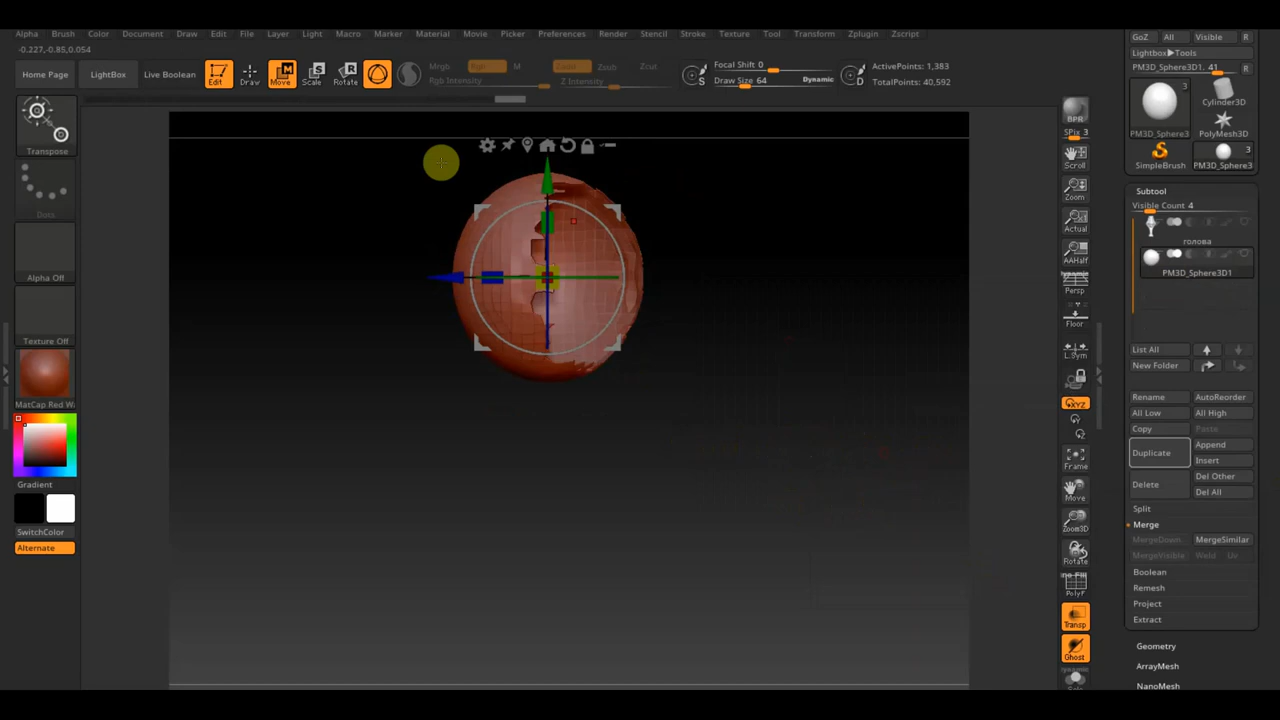 Alpha Brush Color Document Draw Edit File Layer Light Macro Marker Material Movie Picker Preferences Render Stencil Stroke Texture Tool Transform Zplugin Zscript
-0.227,-0.85,0.054
Home Page
LightBox
Live Boolean
Edit
Draw
Move
Scale
Rotate
Mrgb
Rgb
M
Rgb Intensity
Zadd
Zsub
Zcut
Z Intensity
S
Focal Shift 0
Draw Size 64
Dynamic
D
ActivePoints: 1,383
TotalPoints: 40,592
Transpose
Dots
Alpha Off
Texture Off
MatCap Red Wa
Gradient
SwitchColor
Alternate
BPR
SPix 3
Scroll
Zoom
Actual
AAHalf
Dynamic
Persp
Floor
L.Sym
XYZ
Y
Z
Frame
Move
Zoom3D
Rotate
PolyF
Transp
Ghost
Dynamic
Solo
GoZ All Visible R
Lightbox▶Tools
PM3D_Sphere3D1. 41 R
3
PM3D_Sphere3
Cylinder3D
PolyMesh3D
SimpleBrush
3
PM3D_Sphere3
Subtool
Visible Count 4
голова
PM3D_Sphere3D1
List All
New Folder
Rename AutoReorder
All Low All High
Copy Paste
Duplicate
Append
Insert
Delete
Del Other
Del All
Split
Merge
MergeDown MergeSimilar
MergeVisible Weld Uv
Boolean
Remesh
Project
Extract
Geometry
ArrayMesh
NanoMesh